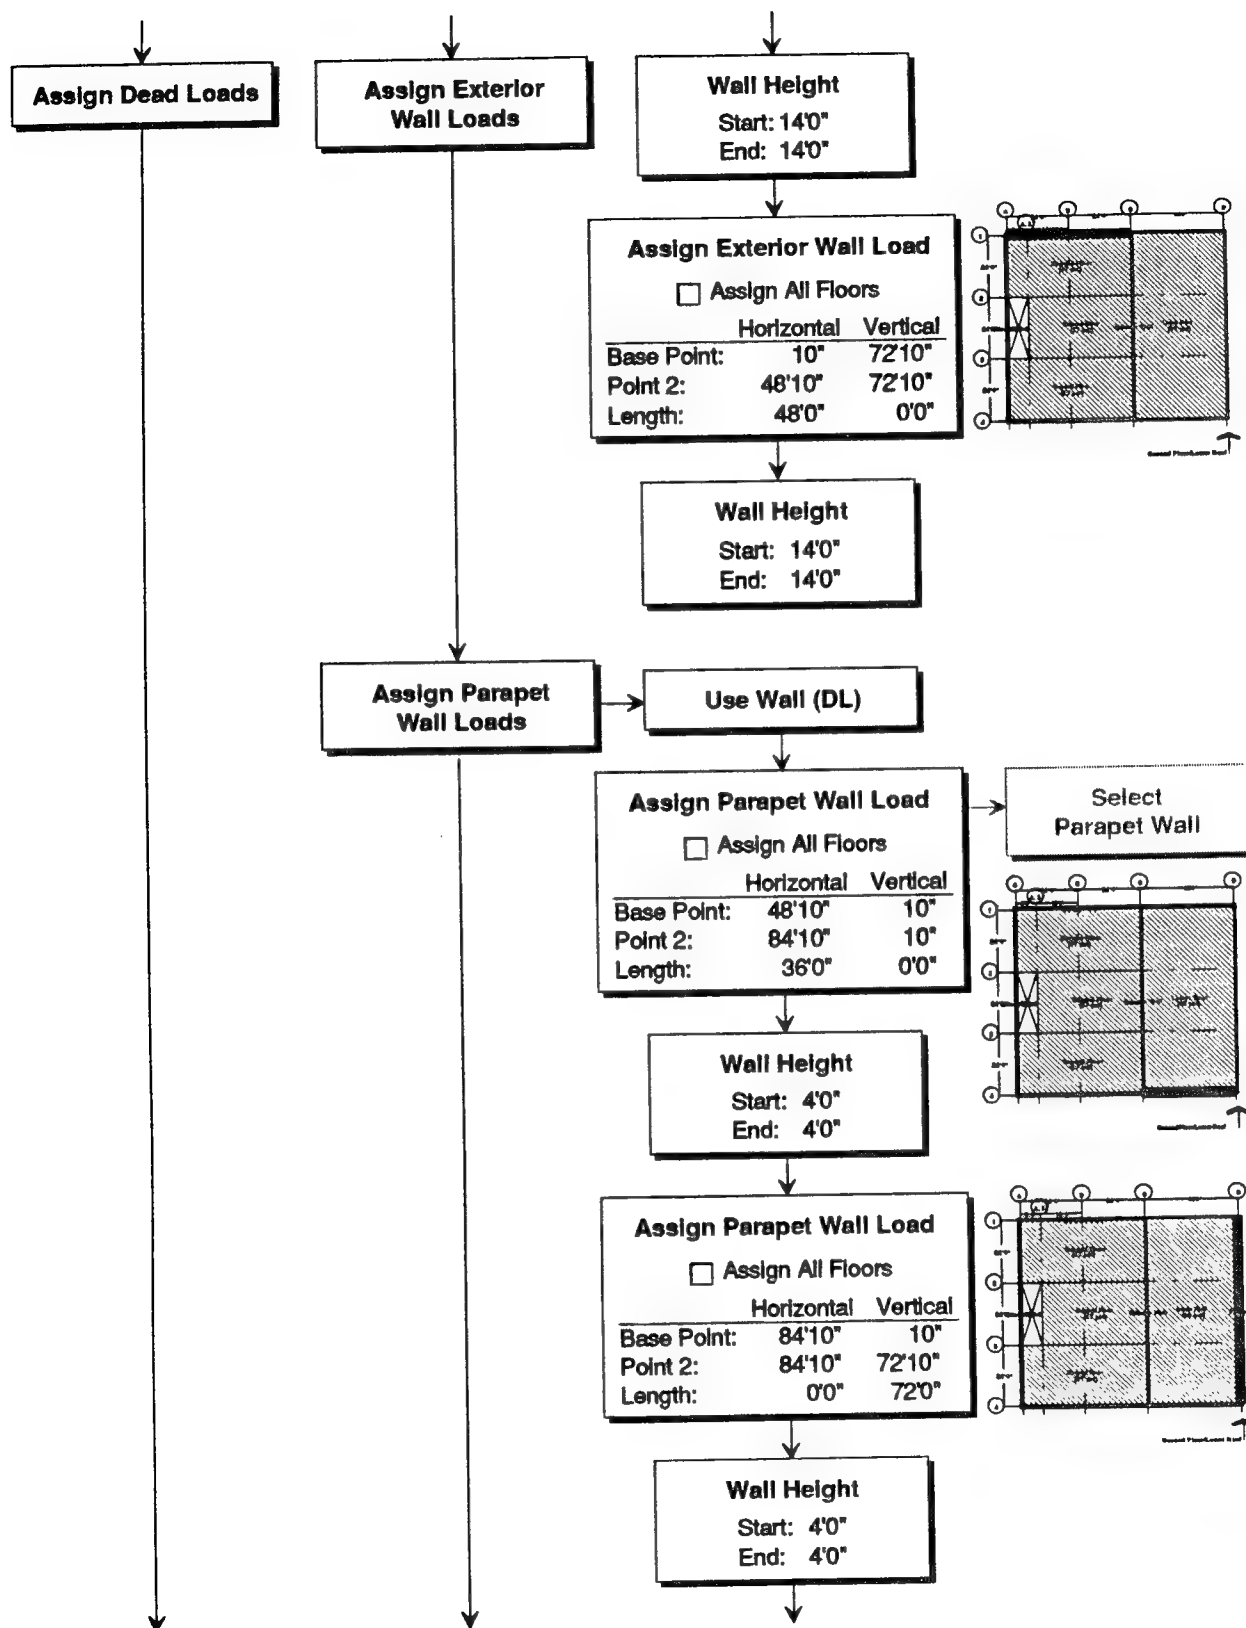 Assign Dead Loads
Assign Exterior
Wall Loads
Wall Height
Start: 14'0"
End: 14'0"
Assign Exterior Wall Load
Assign All Floors
Horizontal Vertical
Base Point: 10" 72'10"
Point 2: 48'10" 72'10"
Length: 48'0" 0'0"
Wall Height
Start: 14'0"
End: 14'0"
Assign Parapet
Wall Loads
Use Wall (DL)
Assign Parapet Wall Load
Assign All Floors
Horizontal Vertical
Base Point: 48'10" 10"
Point 2: 84'10" 10"
Length: 36'0" 0'0"
Select
Parapet Wall
Wall Height
Start: 4'0"
End: 4'0"
Assign Parapet Wall Load
Assign All Floors
Horizontal Vertical
Base Point: 84'10" 10"
Point 2: 84'10" 72'10"
Length: 0'0" 72'0"
Wall Height
Start: 4'0"
End: 4'0"